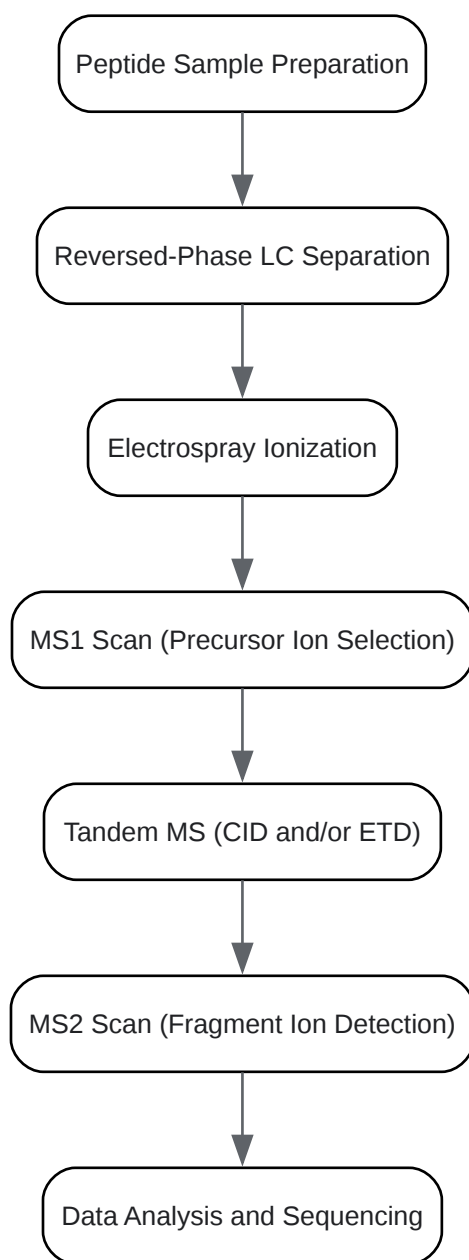 Peptide Sample Preparation
Reversed-Phase LC Separation
Electrospray Ionization
MS1 Scan (Precursor Ion Selection)
Tandem MS (CID and/or ETD)
MS2 Scan (Fragment Ion Detection)
Data Analysis and Sequencing